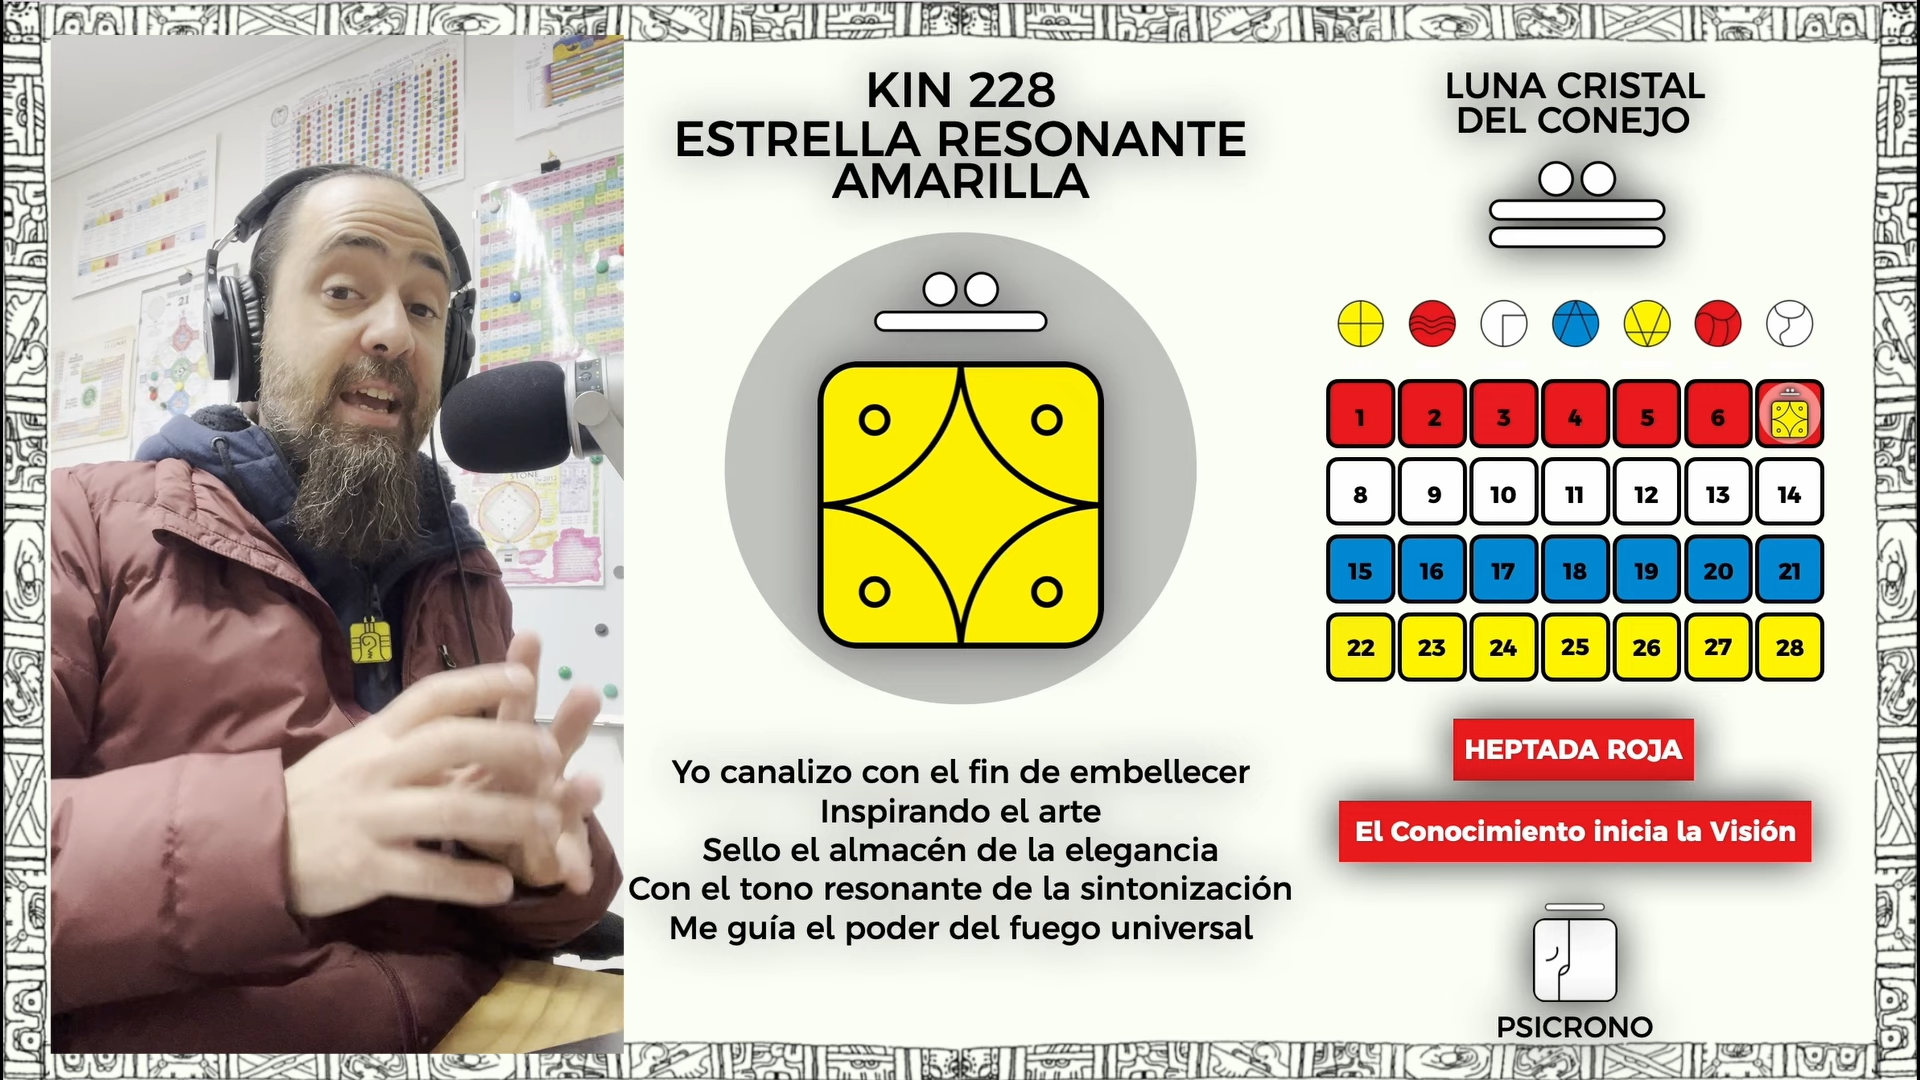 KIN 228
ESTRELLA RESONANTE
AMARILLA
Yo canalizo con el fin de embellecer
Inspirando el arte
Sello el almacén de la elegancia
Con el tono resonante de la sintonización
Me guía el poder del fuego universal
LUNA CRISTAL
DEL CONEJO
1 2 3 4 5 6
8 9 10 11 12 13 14
15 16 17 18 19 20 21
22 23 24 25 26 27 28
HEPTADA ROJA
El Conocimiento inicia la Visión
PSICRONO